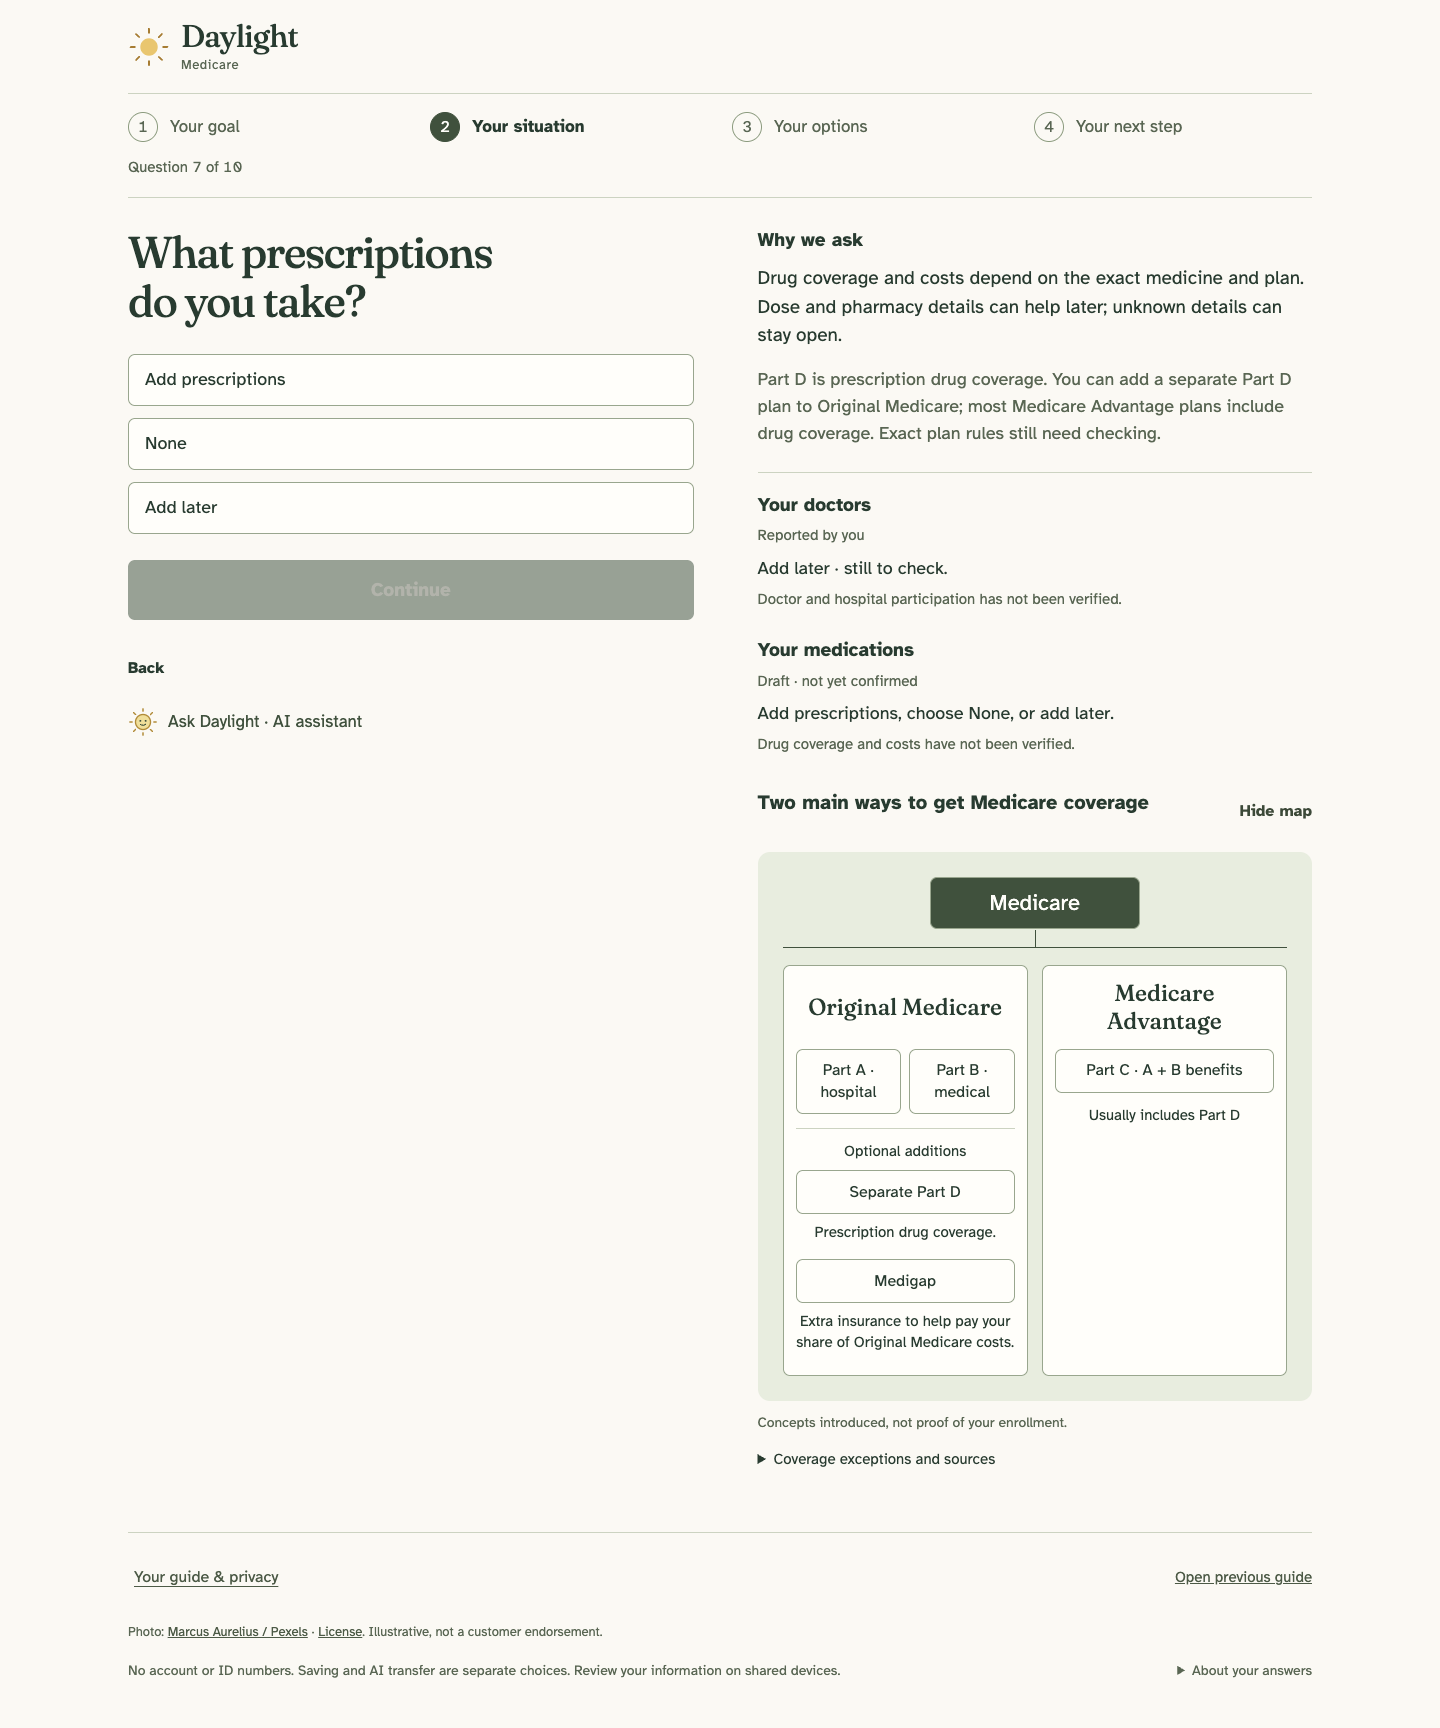 Daylight
Medicare
1 Your goal
2 Your situation
3 Your options
4 Your next step
Question 7 of 10
What prescriptions
do you take?
Add prescriptions
None
Add later
Continue
Back
Ask Daylight · AI assistant
Why we ask
Drug coverage and costs depend on the exact medicine and plan.
Dose and pharmacy details can help later; unknown details can
stay open.
Part D is prescription drug coverage. You can add a separate Part D
plan to Original Medicare; most Medicare Advantage plans include
drug coverage. Exact plan rules still need checking.
Your doctors
Reported by you
Add later · still to check.
Doctor and hospital participation has not been verified.
Your medications
Draft · not yet confirmed
Add prescriptions, choose None, or add later.
Drug coverage and costs have not been verified.
Two main ways to get Medicare coverage
Hide map
Medicare
Original Medicare
Part A ·
hospital
Part B ·
medical
Optional additions
Separate Part D
Prescription drug coverage.
Medigap
Extra insurance to help pay your
share of Original Medicare costs.
Medicare
Advantage
Part C · A + B benefits
Usually includes Part D
Concepts introduced, not proof of your enrollment.
Coverage exceptions and sources
Your guide & privacy
Open previous guide
Photo: Marcus Aurelius / Pexels · License. Illustrative, not a customer endorsement.
No account or ID numbers. Saving and AI transfer are separate choices. Review your information on shared devices.
About your answers